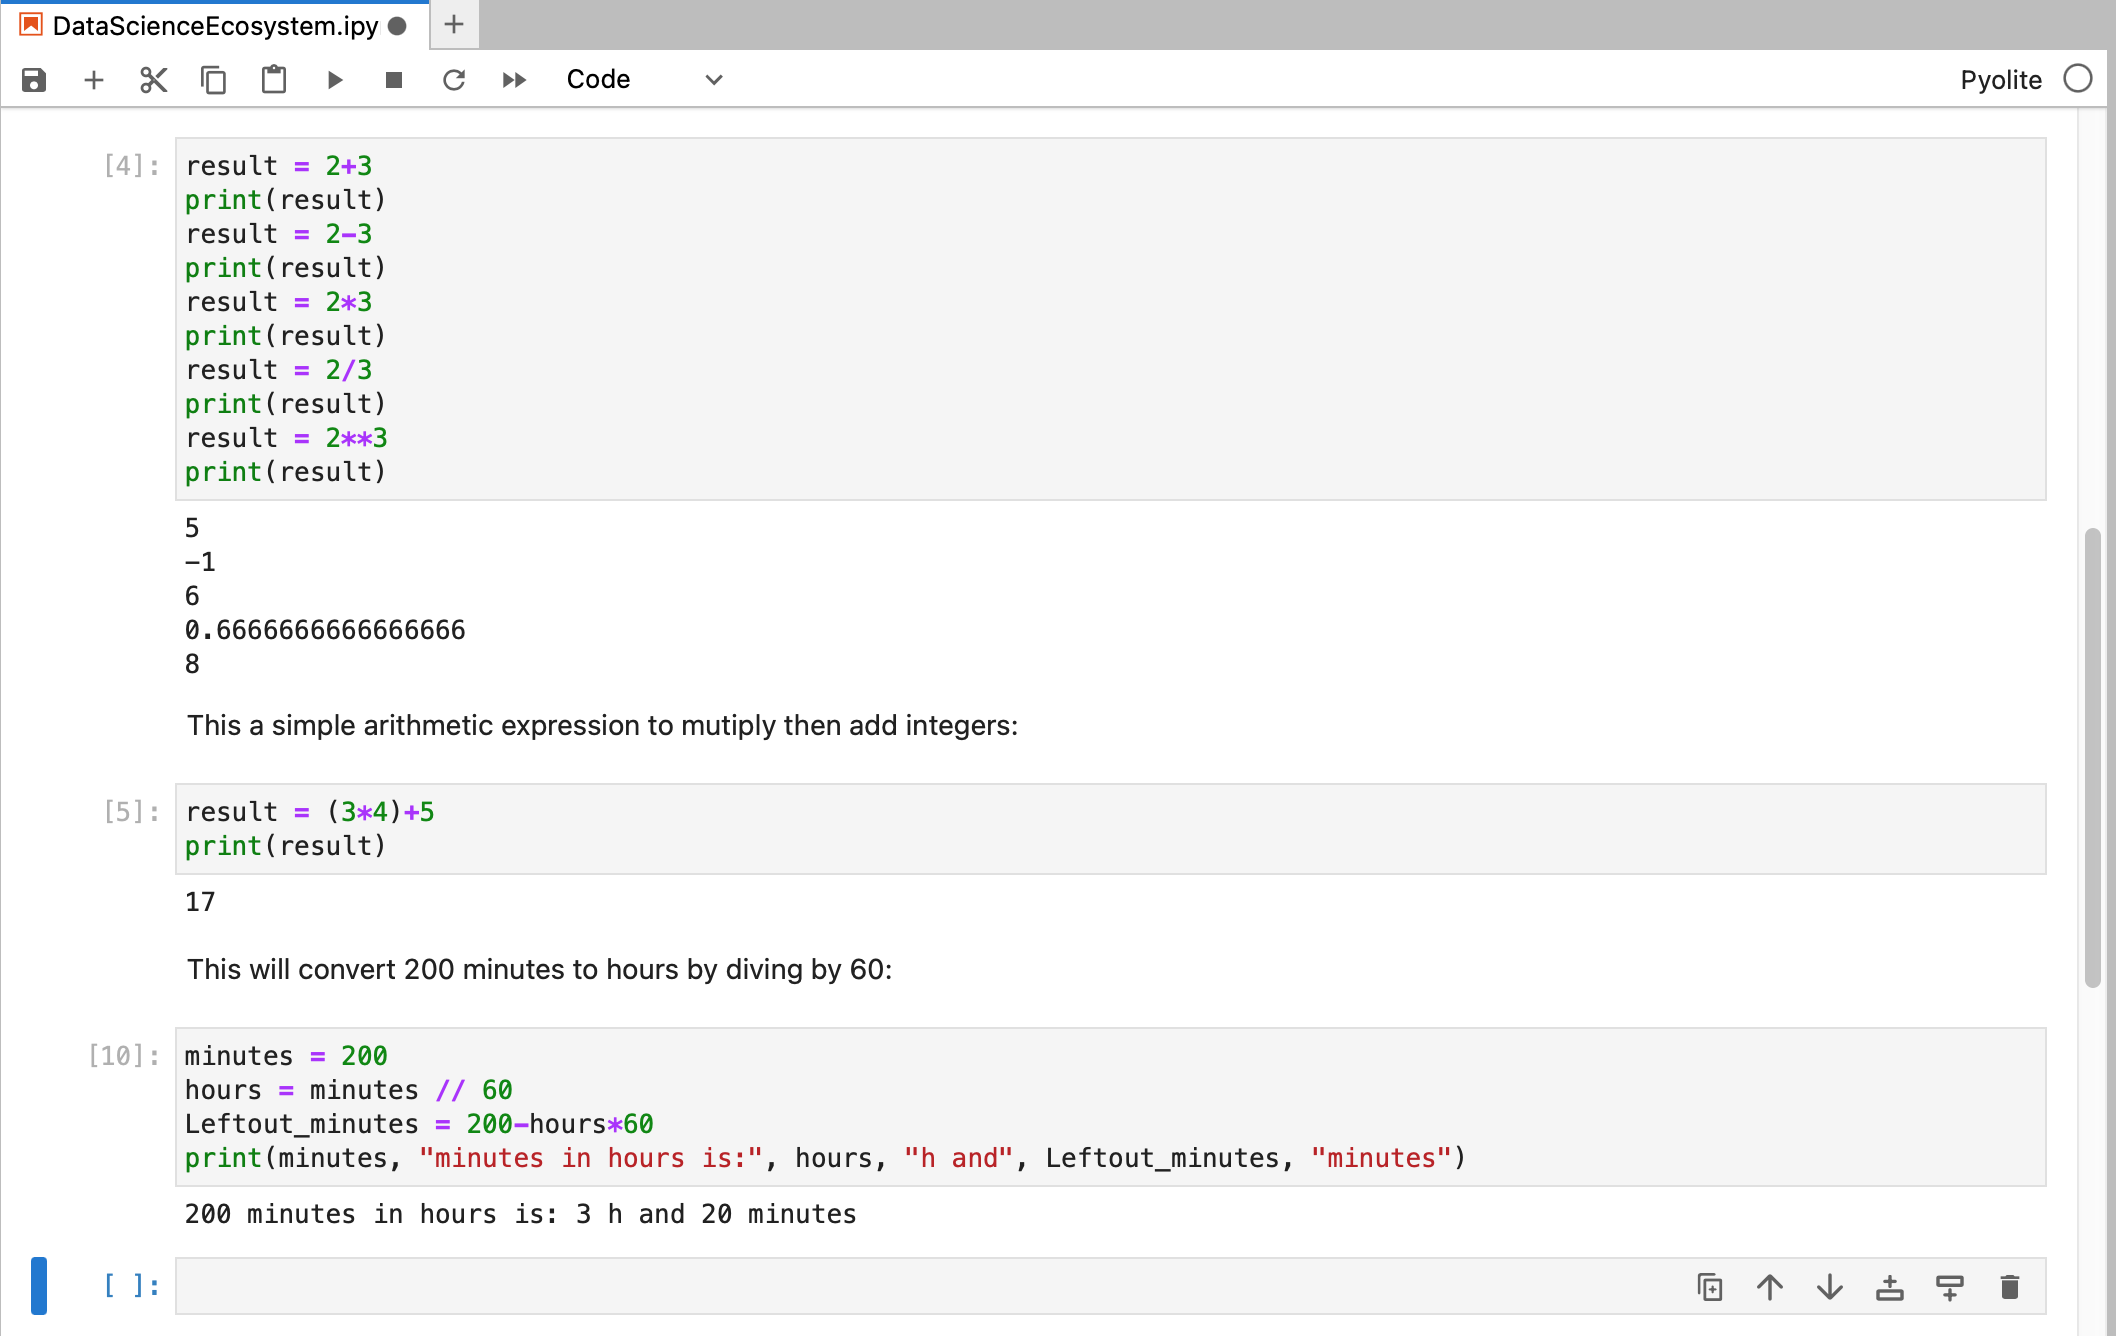 DataScienceEcosystem.ipy
Code
Pyolite
[4]:
result = 2+3
print(result)
result = 2-3
print(result)
result = 2*3
print(result)
result = 2/3
print(result)
result = 2**3
print(result)
5
-1
6
0.6666666666666666
8
This a simple arithmetic expression to mutiply then add integers:
[5]:
result = (3*4)+5
print(result)
17
This will convert 200 minutes to hours by diving by 60:
[10]:
minutes = 200
hours = minutes // 60
Leftout_minutes = 200-hours*60
print(minutes, "minutes in hours is:", hours, "h and", Leftout_minutes, "minutes")
200 minutes in hours is: 3 h and 20 minutes
[ ]: